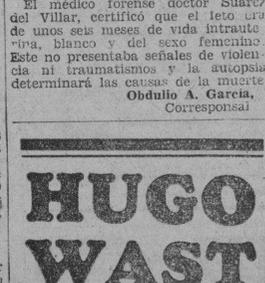 El médico forense doctor Suárez
del Villar, certificó que el feto era
de unos seis meses de vida intraute
rina, blanco y del sexo femenino.
Este no presentaba señales de violen-
cia ni traumatismos y la autopsia
determinará las causas de la muerte
Obdulio A. García,
Corresponsal
HUGO
WAST